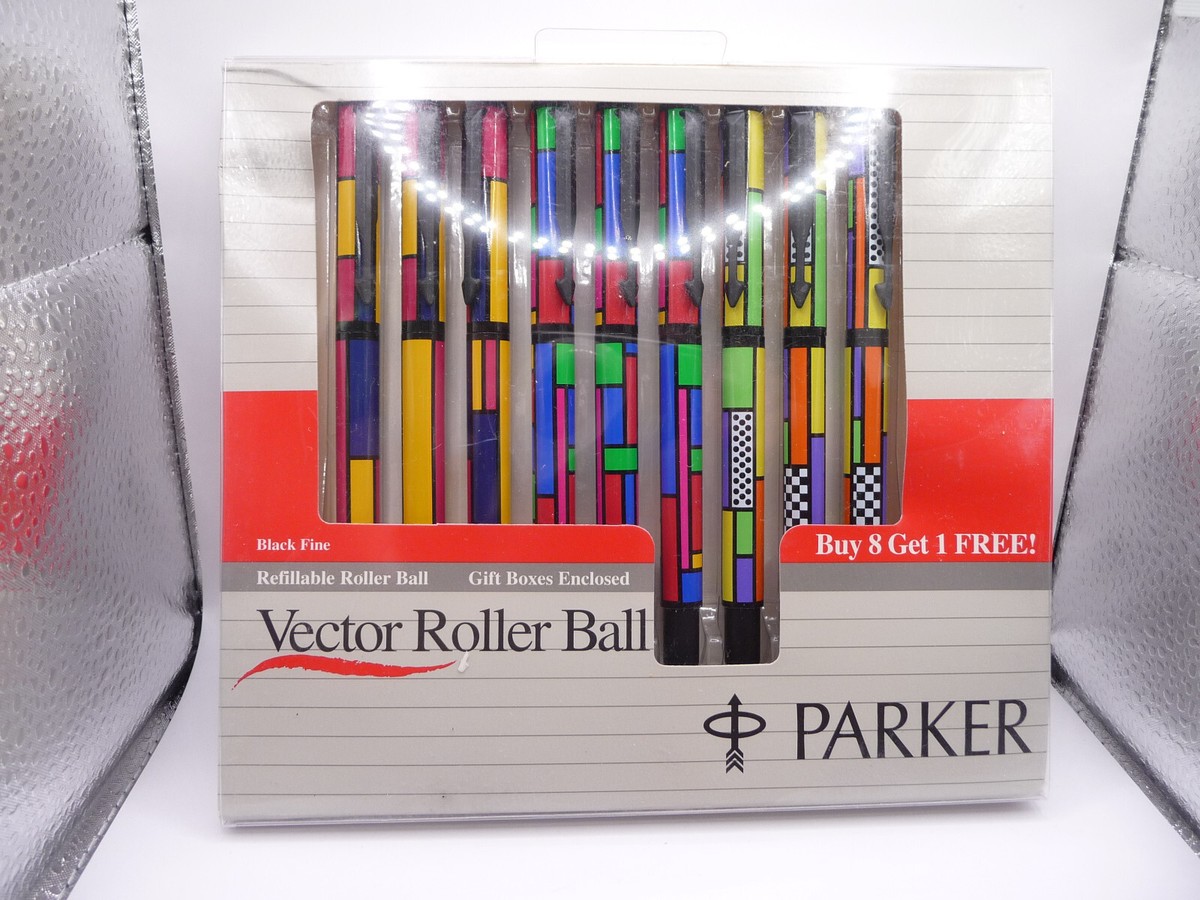 Black Fine
Buy 8 Get 1 FREE!
Refillable Roller Ball Gift Boxes Enclosed
Vector Roller Ball
PARKER